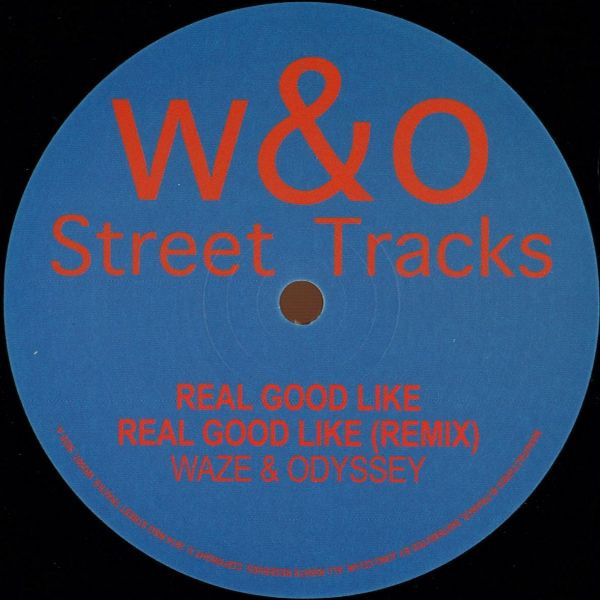 w&o
Street Tracks
REAL GOOD LIKE
REAL GOOD LIKE (REMIX)
WAZE & ODYSSEY